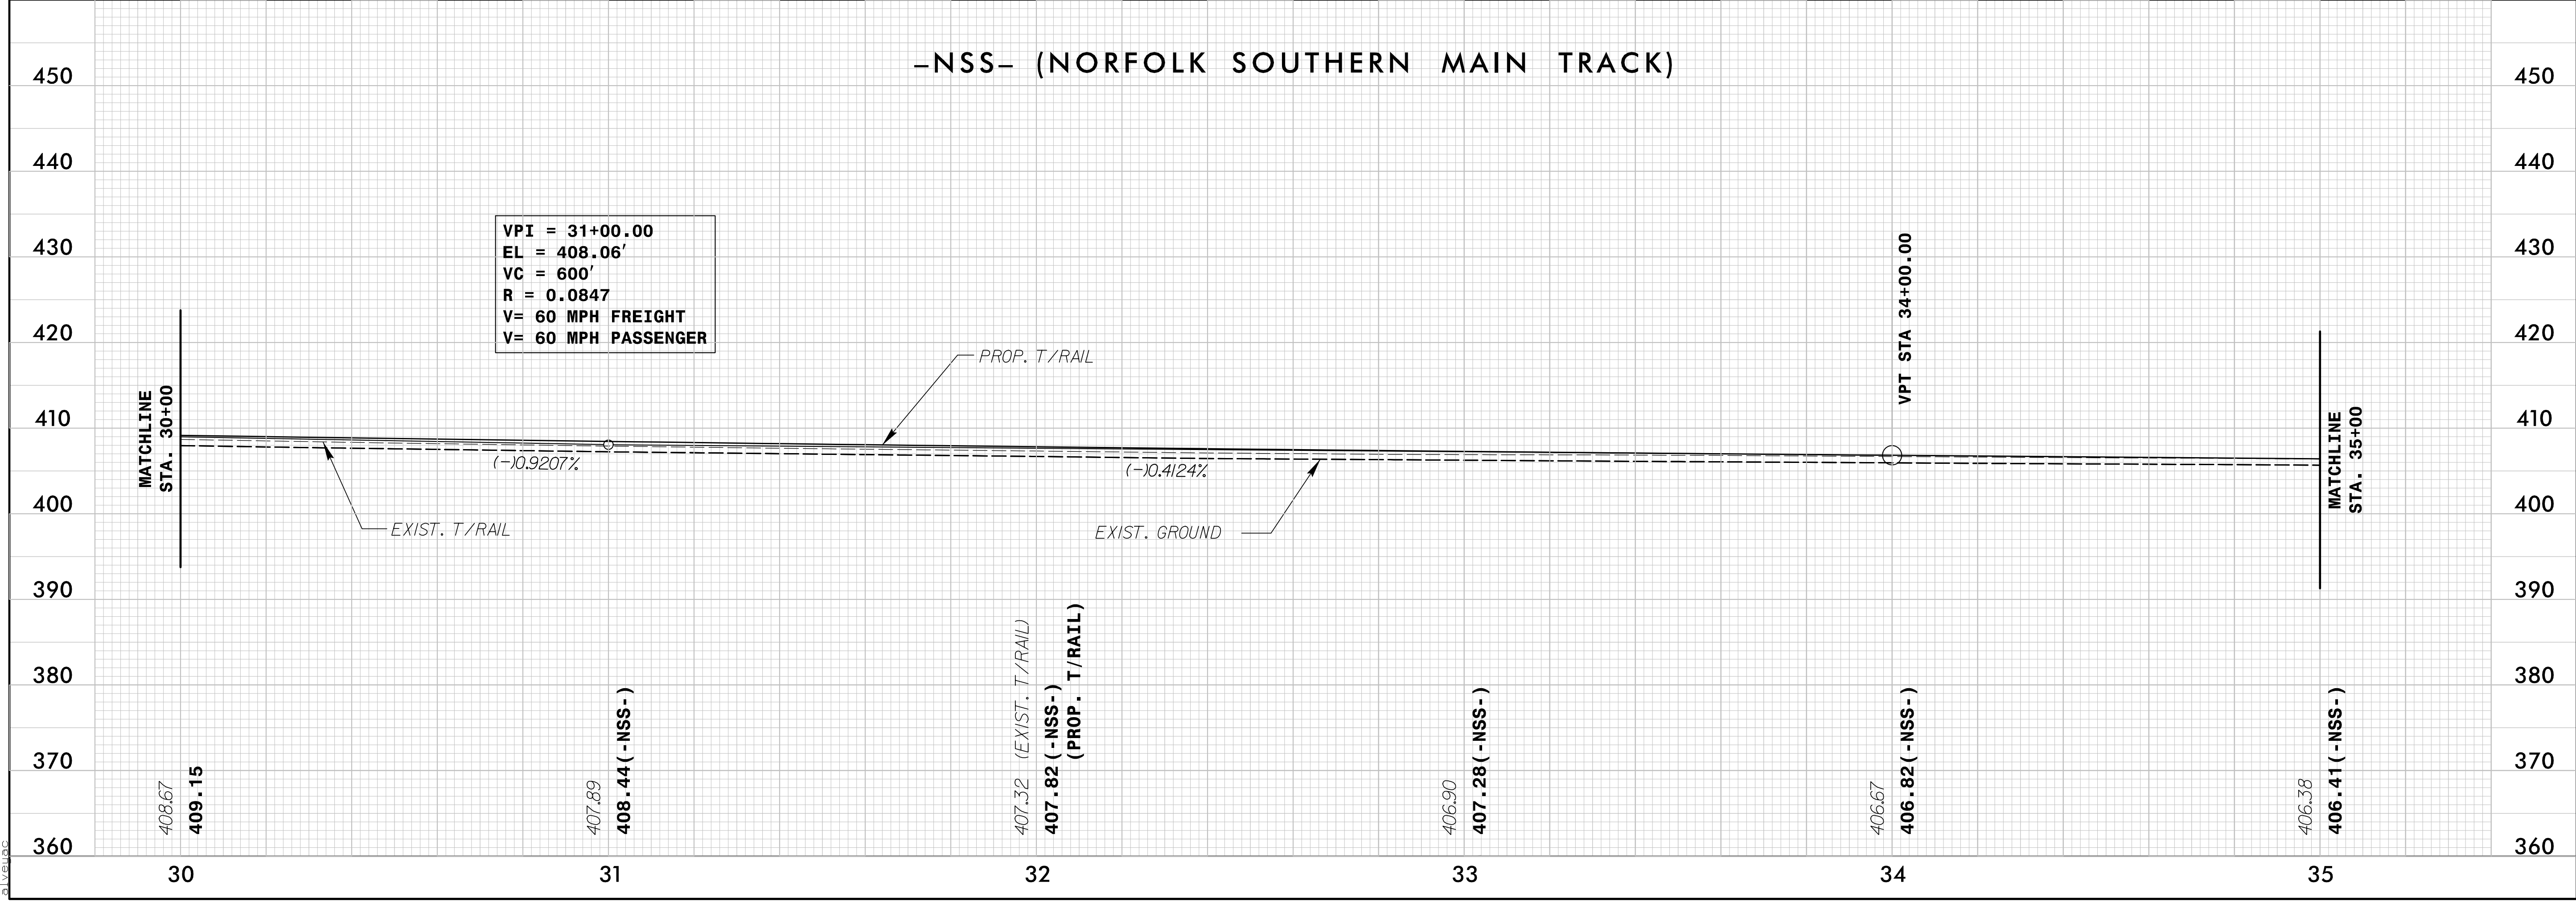 –NSS– (NORFOLK SOUTHERN MAIN TRACK)
450
450
440
440
430
430
420
420
410
410
400
400
390
390
380
380
370
370
360
360
VPI = 31+00.00
EL = 408.06'
VC = 600'
R = 0.0847
V= 60 MPH FREIGHT
V= 60 MPH PASSENGER
VPT STA 34+00.00
PROP. T/RAIL
MATCHLINE
STA. 30+00
(-)0.9207%
(-)0.4124%
EXIST. T/RAIL
EXIST. GROUND
MATCHLINE
STA. 35+00
408.67
409.15
407.89
408.44(-NSS-)
407.32 (EXIST. T/RAIL)
407.82(-NSS-)
(PROP. T/RAIL)
406.90
407.28(-NSS-)
406.67
406.82(-NSS-)
406.38
406.41(-NSS-)
30
31
32
33
34
35